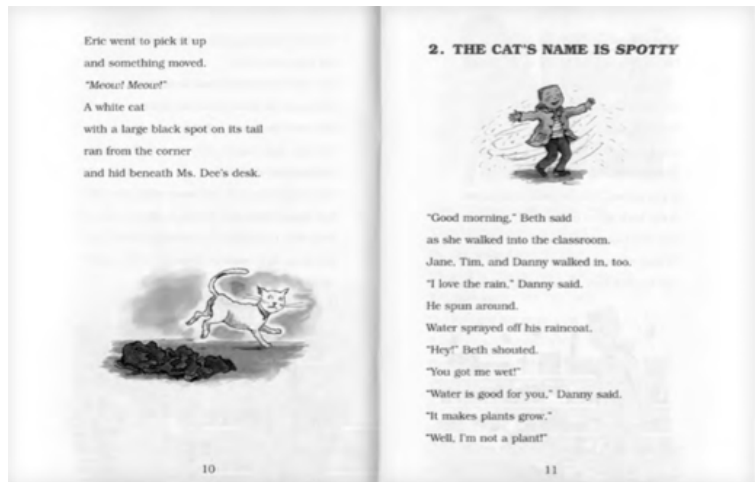 Eric went to pick it up
and something moved.
"Meow! Meow!"
A white cat
with a large black spot on its tail
ran from the corner
and hid beneath Ms. Dee's desk.
10
2. THE CAT'S NAME IS SPOTTY
"Good morning," Beth said
as she walked into the classroom.
Jane, Tim, and Danny walked in, too.
"I love the rain," Danny said.
He spun around.
Water sprayed off his raincoat.
"Hey!" Beth shouted.
"You got me wet!"
"Water is good for you," Danny said.
"It makes plants grow."
"Well, I'm not a plant!"
11